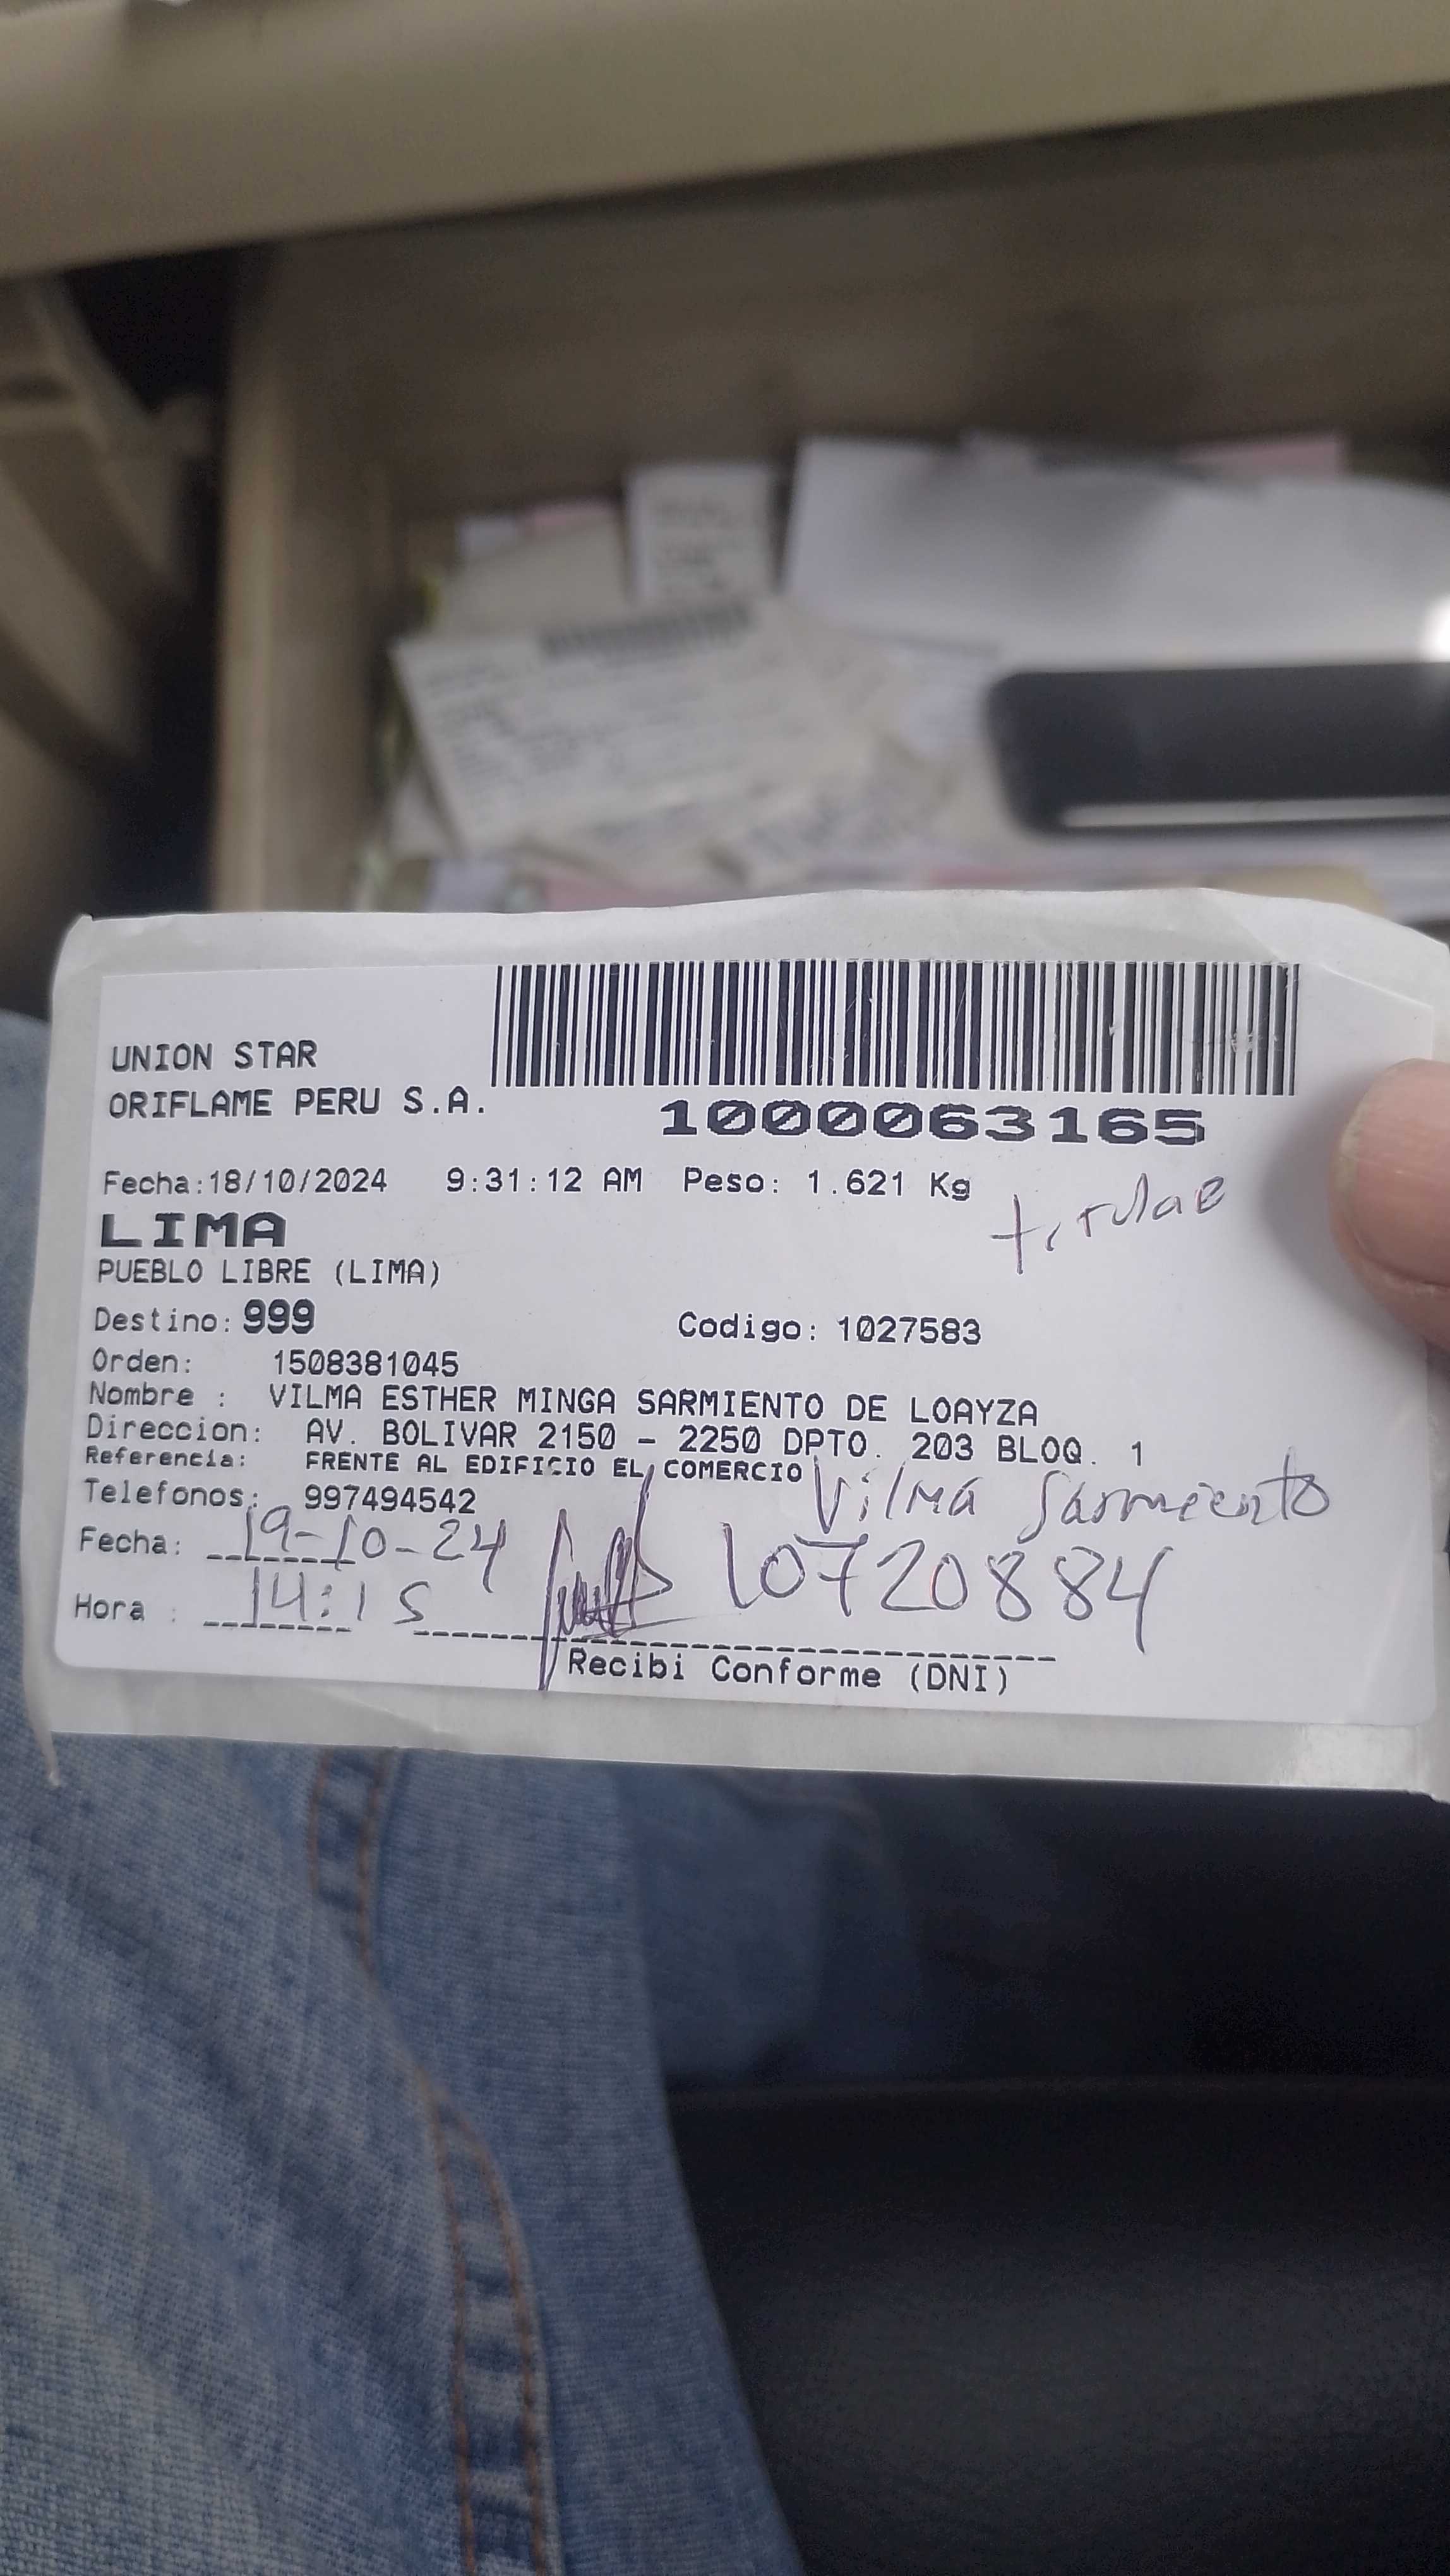 UNION STAR
ORIFLAME PERU S.A.
1000063165
Fecha:18/10/2024 9:31:12 AM Peso: 1.621 Kg
titular
LIMA
PUEBLO LIBRE (LIMA)
Destino: 999 Codigo: 1027583
Orden: 1508381045
Nombre : VILMA ESTHER MINGA SARMIENTO DE LOAYZA
Direccion: AV. BOLIVAR 2150 - 2250 DPTO. 203 BLOQ. 1
Referencia: FRENTE AL EDIFICIO EL COMERCIO
Vilma Sarmiento
Telefonos: 997494542
Fecha: 19-10-24 10720884
Hora : 14:15
Recibi Conforme (DNI)